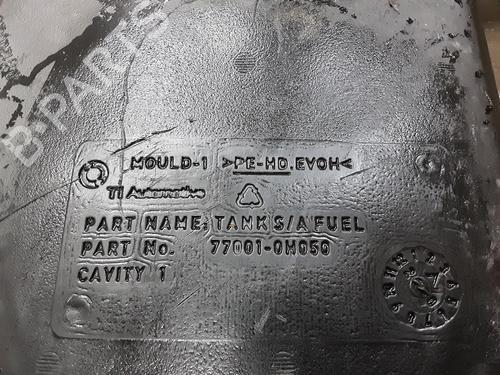 B-PARTS
MOULD-1 >PE-HD.EVOH<
TI Automotive
PART NAME: TANK S/A FUEL
PART No. 77001-0H050
CAVITY 1